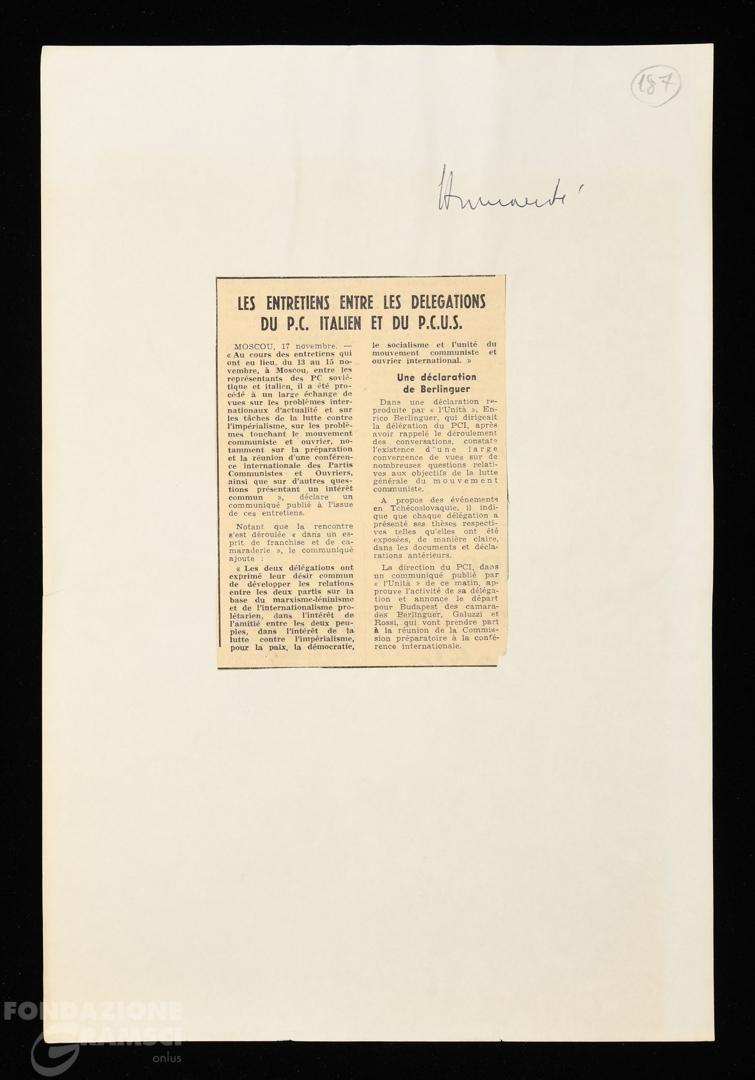 187
Humanité
LES ENTRETIENS ENTRE LES DELEGATIONS
DU P.C. ITALIEN ET DU P.C.U.S.
MOSCOU, 17 novembre. —
« Au cours des entretiens qui
ont eu lieu, du 13 au 15 no-
vembre, à Moscou, entre les
représentants des PC sovié-
tique et italien, il a été pro-
cédé à un large échange de
vues sur les problèmes inter-
nationaux d'actualité et sur
les tâches de la lutte contre
l'impérialisme, sur les problè-
mes touchant le mouvement
communiste et ouvrier, no-
tamment sur la préparation
et la réunion d'une conféren-
ce internationale des Partis
Communistes et Ouvriers,
ainsi que sur d'autres ques-
tions présentant un intérêt
commun », déclare un
communiqué publié à l'issue
de ces entretiens.
Notant que la rencontre
s'est déroulée « dans un es-
prit de franchise et de ca-
maraderie », le communiqué
ajoute :
« Les deux délégations ont
exprimé leur désir commun
de développer les relations
entre les deux partis sur la
base du marxisme-léninisme
et de l'internationalisme pro-
létarien, dans l'intérêt de
l'amitié entre les deux peu-
ples, dans l'intérêt de la
lutte contre l'impérialisme,
pour la paix, la démocratie,
le socialisme et l'unité du
mouvement communiste et
ouvrier international. »
Une déclaration
de Berlinguer
Dans une déclaration re-
produite par « l'Unità », En-
rico Berlinguer, qui dirigeait
la délégation du PCI, après
avoir rappelé le déroulement
des conversations, constate
l'existence d'une large
convergence de vues sur de
nombreuses questions relati-
ves aux objectifs de la lutte
générale du mouvement
communiste.
A propos des événements
en Tchécoslovaquie, il indi-
que que chaque délégation a
présenté ses thèses respecti-
ves telles qu'elles ont été
exposées, de manière claire,
dans les documents et décla-
rations antérieurs.
La direction du PCI, dans
un communiqué publié par
« l'Unità » de ce matin, ap-
prouve l'activité de sa déléga-
tion et annonce le départ
pour Budapest des camara-
des Berlinguer, Galuzzi et
Rossi, qui vont prendre part
à la réunion de la Commis-
sion préparatoire à la confé-
rence internationale.
FONDAZIONE
GRAMSCI
onlus